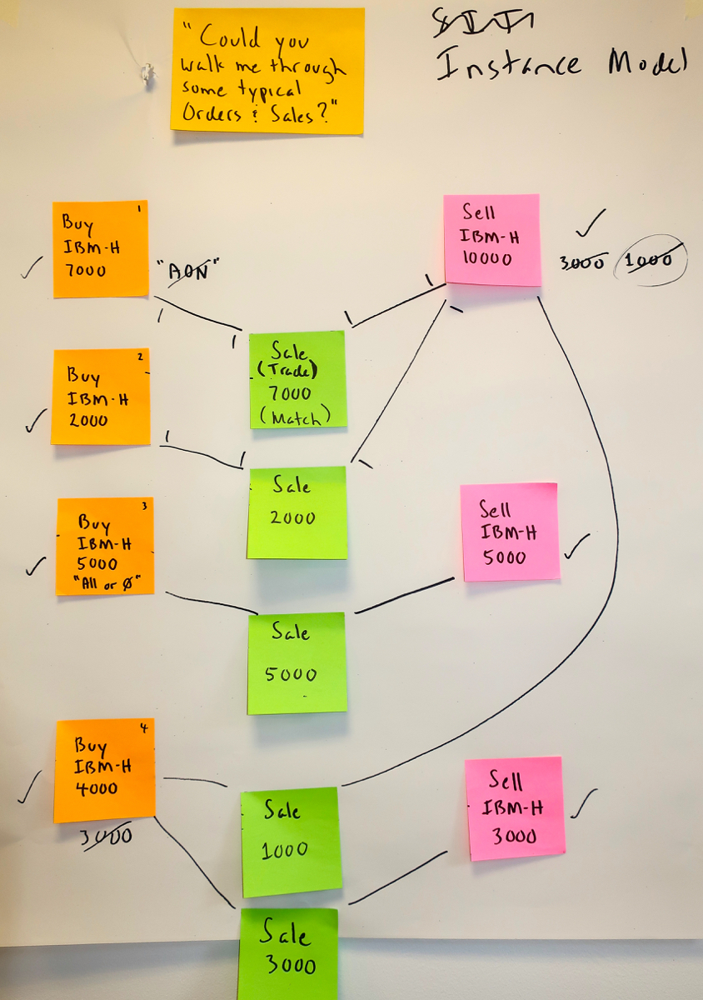 "Could you
walk me through
some typical
Orders & Sales?"
Instance Model
1
Buy
IBM-H
7000
"AON"
Sell
IBM-H
10000
3000 1000
Sale
(Trade)
7000
(Match)
2
Buy
IBM-H
2000
Sale
2000
3
Buy
IBM-H
5000
"All or Ø"
Sell
IBM-H
5000
Sale
5000
4
Buy
IBM-H
4000
3000
Sale
1000
Sell
IBM-H
3000
Sale
3000